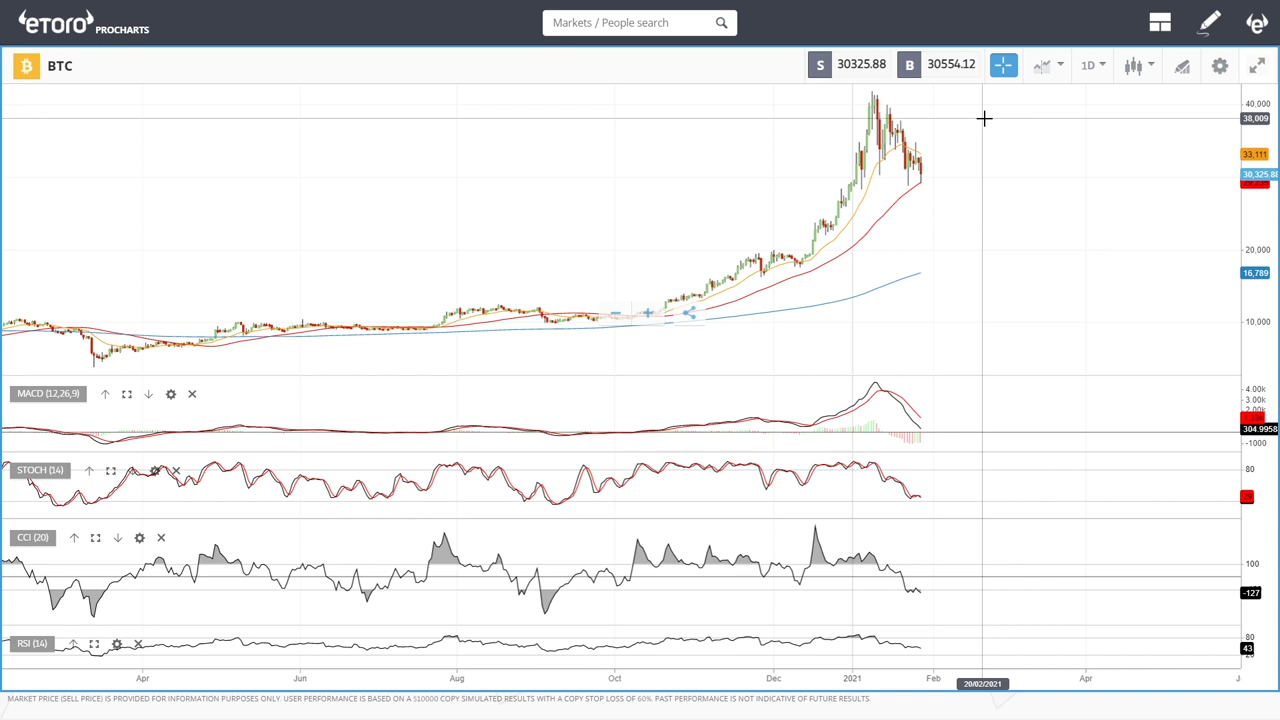 eToro PROCHARTS
Markets / People search
BTC
S 30325.88 B 30554.12
1D
40,000
38,009
33,111
30,325.88
20,000
16,789
10,000
MACD (12,26,9)
4.00k
3.00k
2.00k
304.9958
-1000
STOCH (14)
80
CCI (20)
100
-127
RSI (14)
80
43
Apr Jun Aug Oct Dec 2021 Feb 20/02/2021 Apr J
MARKET PRICE (SELL PRICE) IS PROVIDED FOR INFORMATION PURPOSES ONLY. USER PERFORMANCE IS BASED ON A $10000 COPY SIMULATED RESULTS WITH A COPY STOP LOSS OF 60%. PAST PERFORMANCE IS NOT INDICATIVE OF FUTURE RESULTS.